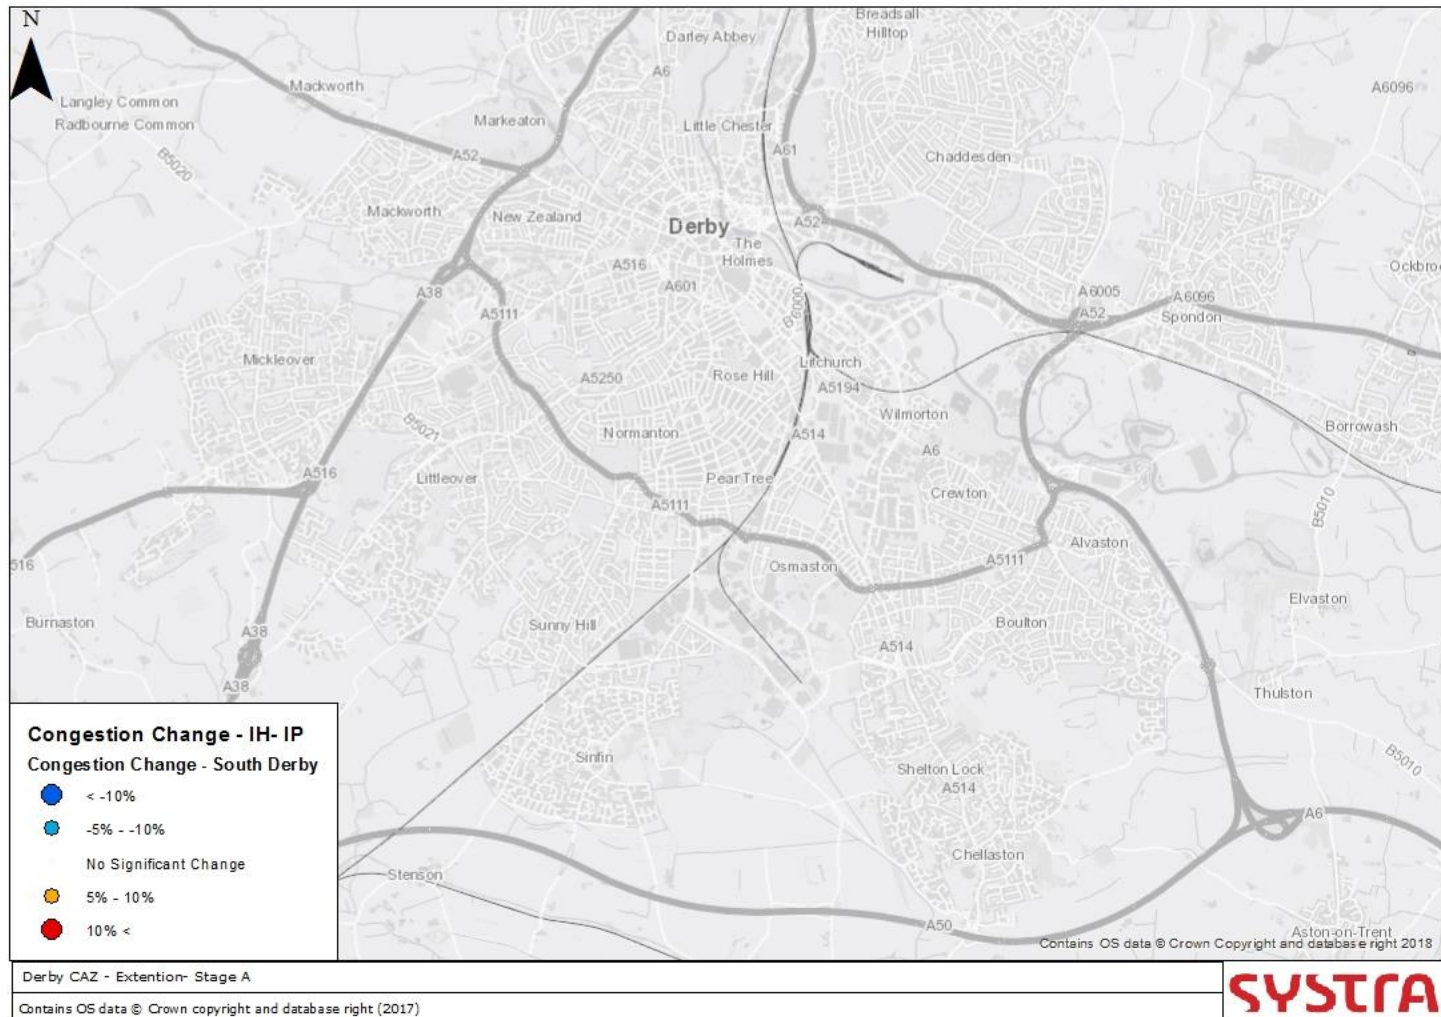 N
Darley Abbey
Breadsall
Hilltop
A6
A6096
Mackworth
Langley Common
Radbourne Common
Markeaton
Little Chester
A61
Chaddesden
B5020
A52
Mackworth
New Zealand
Derby
A52
The
Holmes
A516
A601
A38
A5111
6000
A6005
A52
A6096
Spondon
Mickleover
A5250
Rose Hill
Litchurch
A5194
Wilmorton
B5021
Normanton
A514
A6
Borrowash
A516
Littleover
Pear Tree
Crewton
A5111
B5010
Alvaston
516
Osmaston
A5111
Elvaston
Burnaston
A38
Sunny Hill
Boulton
A514
A38
Thulston
Sinfin
Shelton Lock
A514
B5010
A6
Chellaston
Stenson
A50
Aston-on-Trent
Contains OS data © Crown Copyright and database right 2018
Congestion Change - IH- IP
Congestion Change - South Derby
< -10%
-5% - -10%
No Significant Change
5% - 10%
10% <
Derby CAZ - Extention- Stage A
Contains OS data © Crown copyright and database right (2017)
SYSTRA